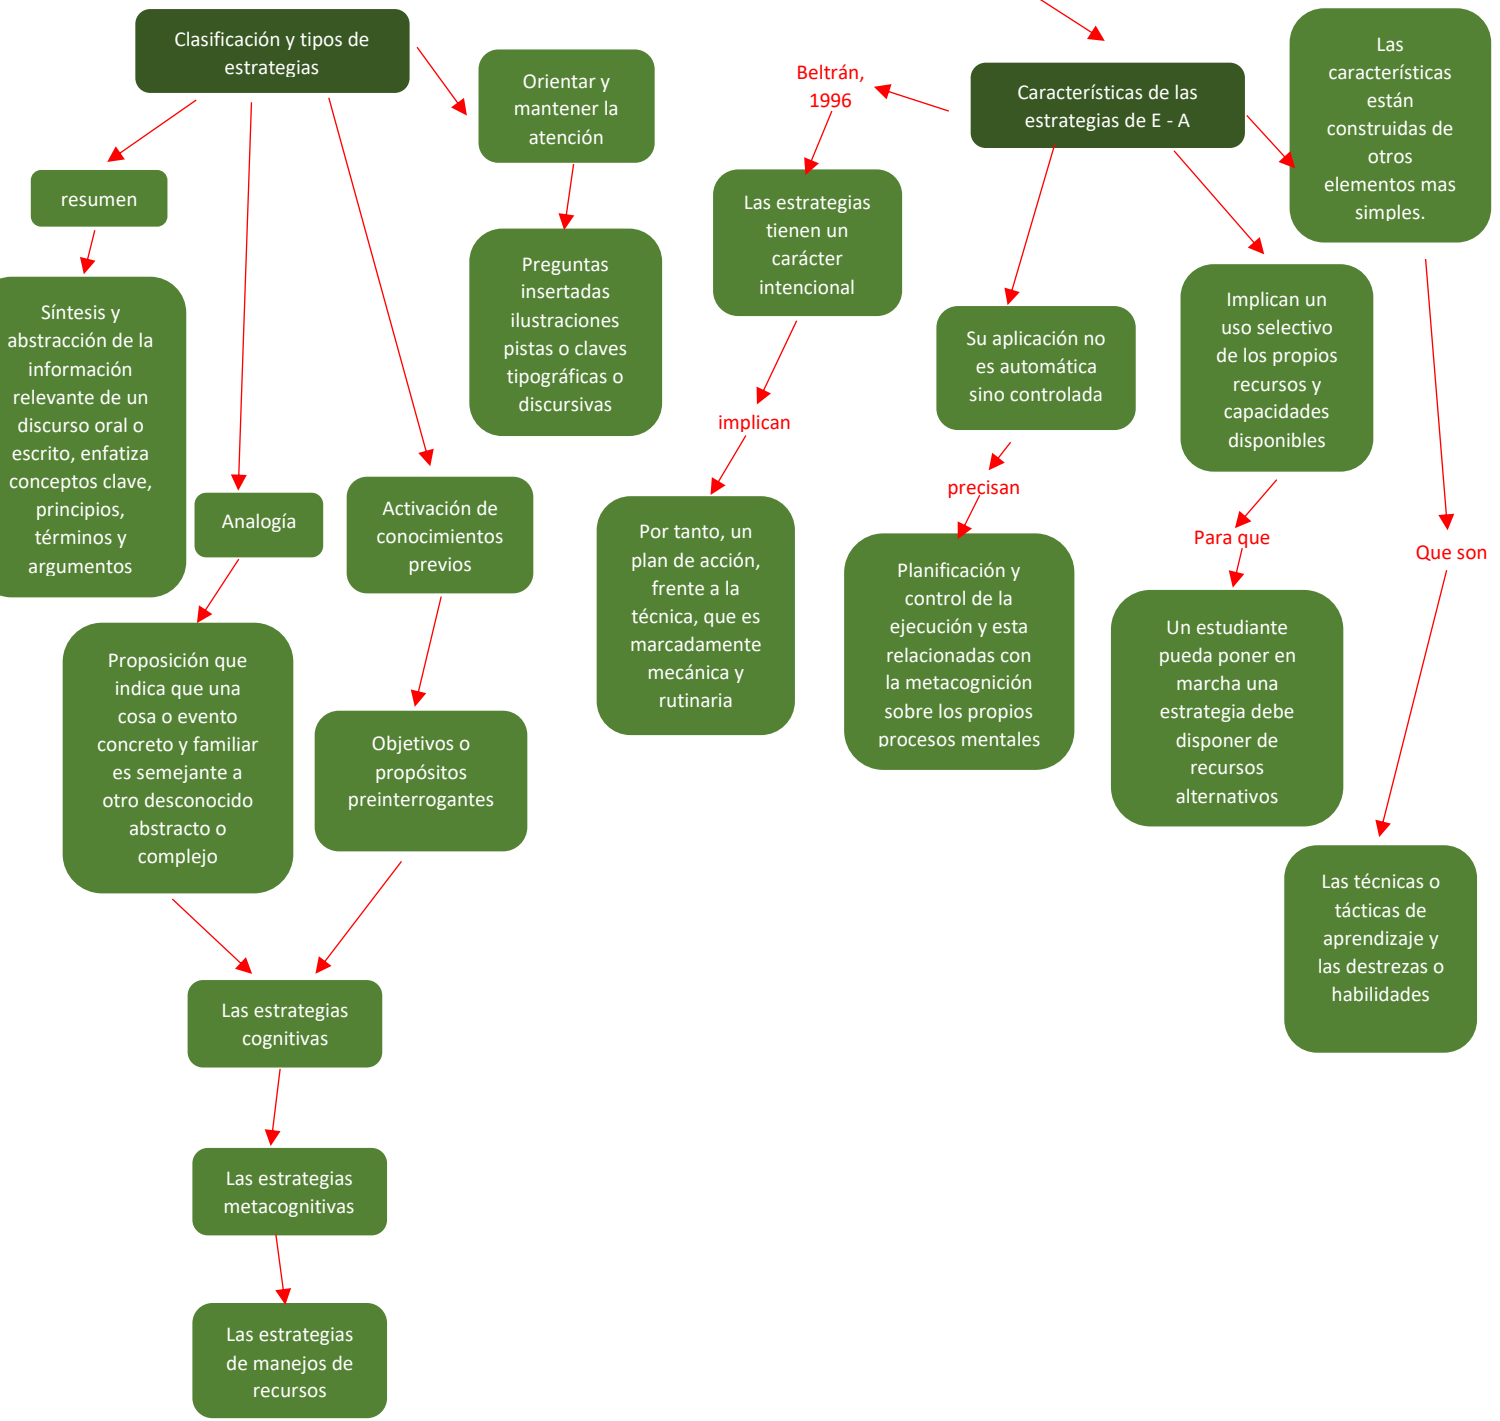 Clasificación y tipos de
estrategias
Orientar y
mantener la
atención
resumen
Preguntas
insertadas
ilustraciones
pistas o claves
tipográficas o
discursivas
Síntesis y
abstracción de la
información
relevante de un
discurso oral o
escrito, enfatiza
conceptos clave,
principios,
términos y
argumentos
Analogía
Activación de
conocimientos
previos
Proposición que
indica que una
cosa o evento
concreto y familiar
es semejante a
otro desconocido
abstracto o
complejo
Objetivos o
propósitos
preinterrogantes
Las estrategias
cognitivas
Las estrategias
metacognitivas
Las estrategias
de manejos de
recursos
Características de las
estrategias de E - A
Beltrán,
1996
Las estrategias
tienen un
carácter
intencional
implican
Por tanto, un
plan de acción,
frente a la
técnica, que es
marcadamente
mecánica y
rutinaria
Su aplicación no
es automática
sino controlada
precisan
Planificación y
control de la
ejecución y esta
relacionadas con
la metacognición
sobre los propios
procesos mentales
Implican un
uso selectivo
de los propios
recursos y
capacidades
disponibles
Para que
Un estudiante
pueda poner en
marcha una
estrategia debe
disponer de
recursos
alternativos
Las
características
están
construidas de
otros
elementos mas
simples.
Que son
Las técnicas o
tácticas de
aprendizaje y
las destrezas o
habilidades